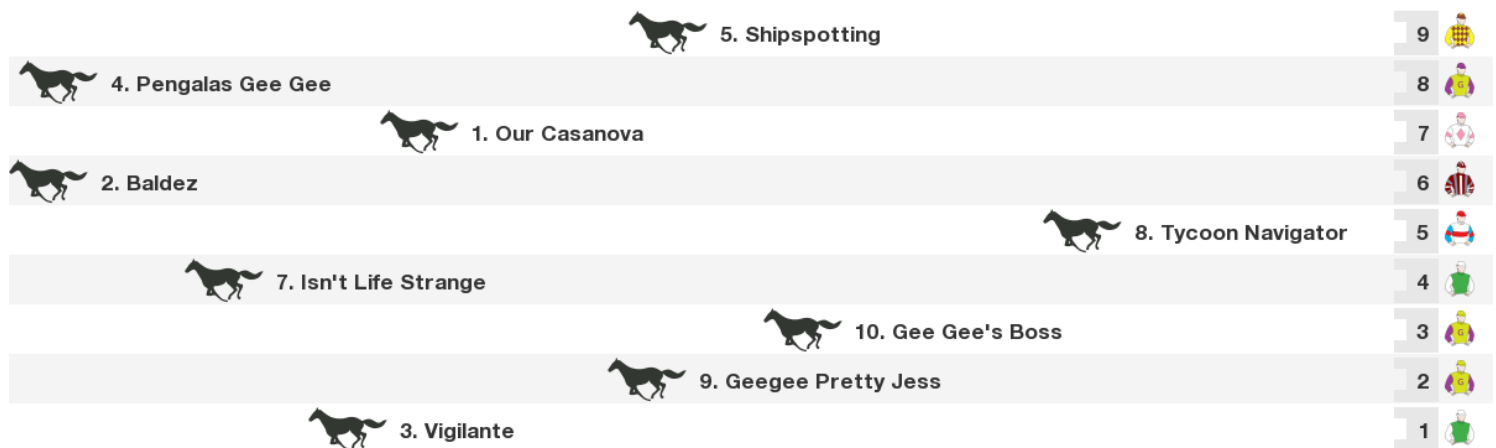 5. Shipspotting 9
4. Pengalas Gee Gee 8
1. Our Casanova 7
2. Baldez 6
8. Tycoon Navigator 5
7. Isn't Life Strange 4
10. Gee Gee's Boss 3
9. Geegee Pretty Jess 2
3. Vigilante 1
G
G
G